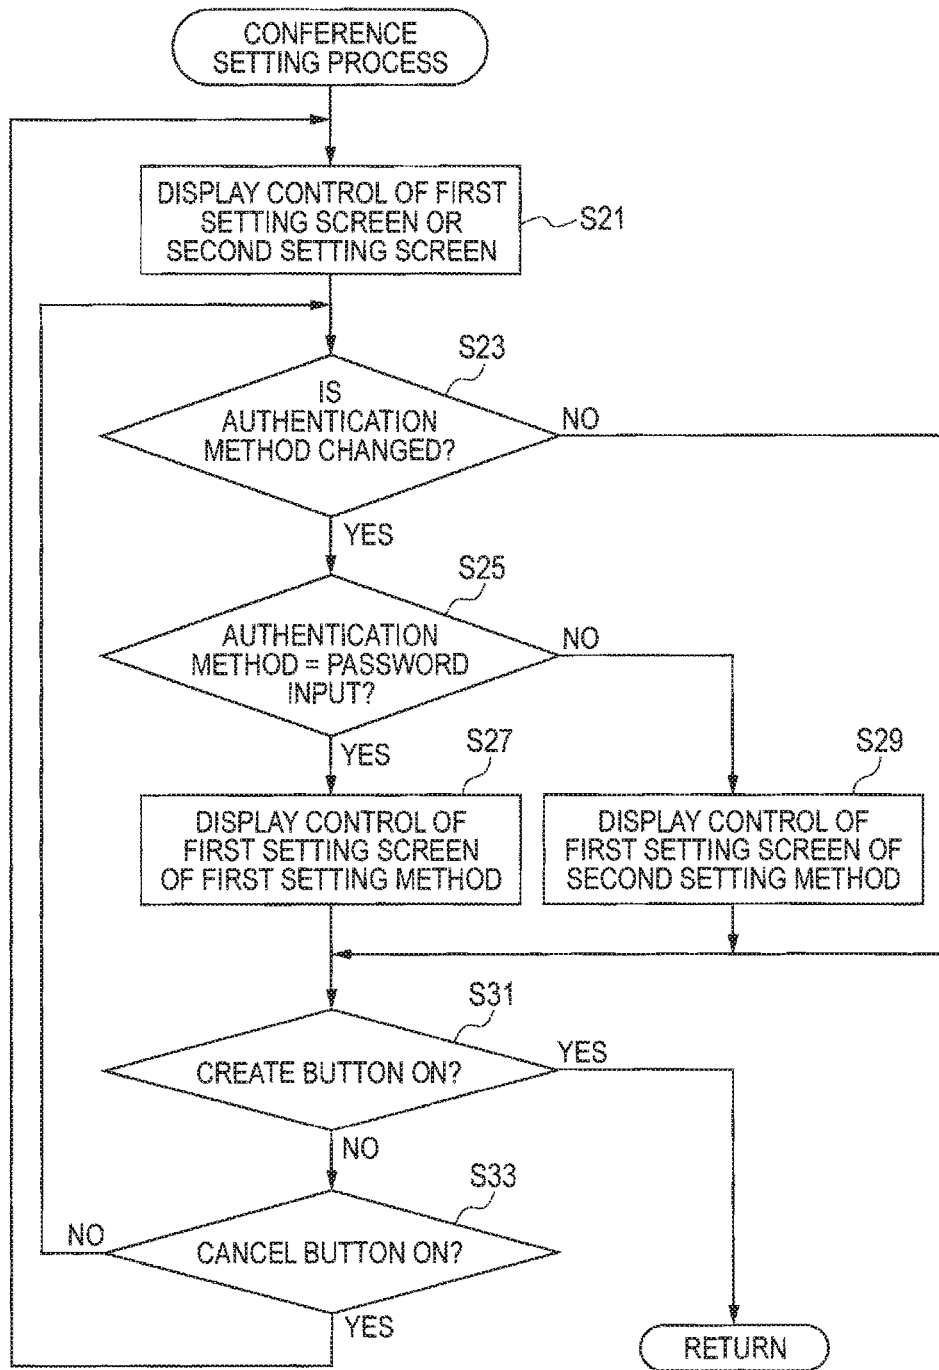 CONFERENCE
SETTING PROCESS
DISPLAY CONTROL OF FIRST
SETTING SCREEN OR
SECOND SETTING SCREEN
S21
S23
IS
AUTHENTICATION
METHOD CHANGED?
NO
YES
S25
AUTHENTICATION
METHOD = PASSWORD
INPUT?
NO
YES
S27
DISPLAY CONTROL OF
FIRST SETTING SCREEN
OF FIRST SETTING METHOD
S29
DISPLAY CONTROL OF
FIRST SETTING SCREEN OF
SECOND SETTING METHOD
S31
CREATE BUTTON ON?
YES
NO
S33
CANCEL BUTTON ON?
NO
YES
RETURN